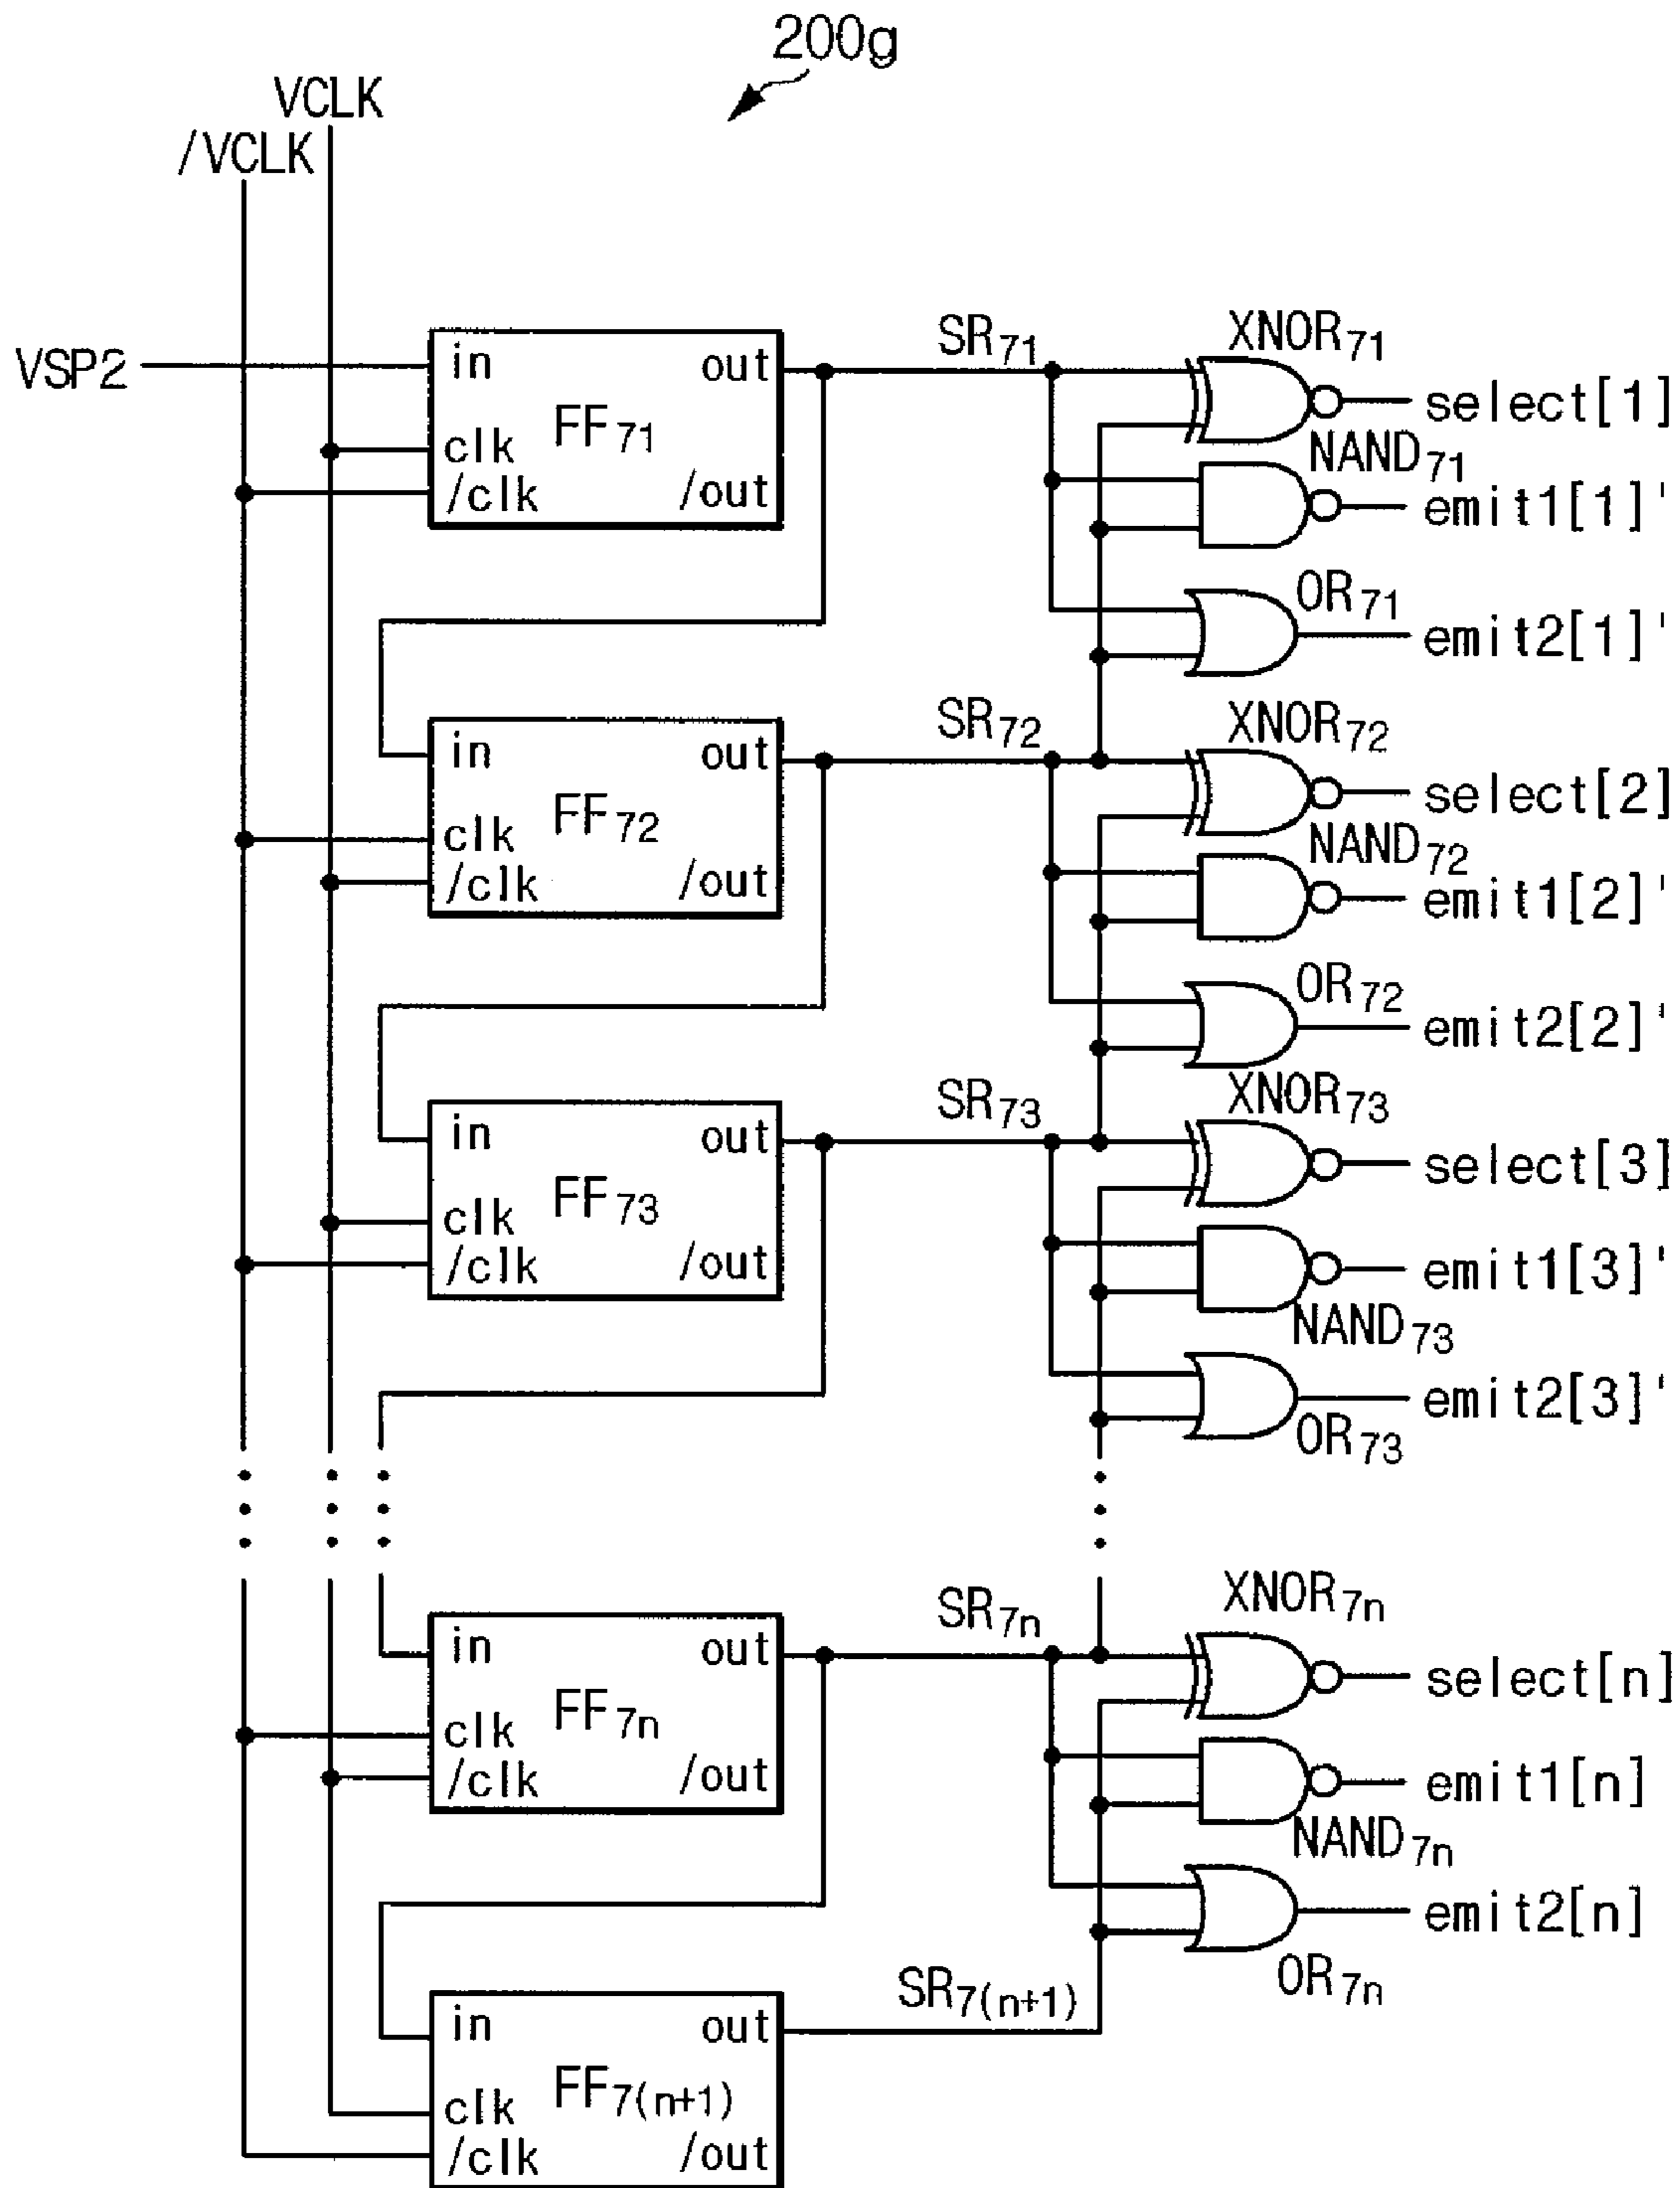 200g
VCLK
/VCLK
VSP2
in
out
FF71
clk
/clk
/out
SR71
XNOR71
select[1]
NAND71
emit1[1]'
OR71
emit2[1]'
in
out
FF72
clk
/clk
/out
SR72
XNOR72
select[2]
NAND72
emit1[2]'
OR72
emit2[2]'
in
out
FF73
clk
/clk
/out
SR73
XNOR73
select[3]
emit1[3]'
NAND73
emit2[3]'
OR73
in
out
FF7n
clk
/clk
/out
SR7n
XNOR7n
select[n]
emit1[n]
NAND7n
emit2[n]
OR7n
in
out
FF7(n+1)
clk
/clk
/out
SR7(n+1)